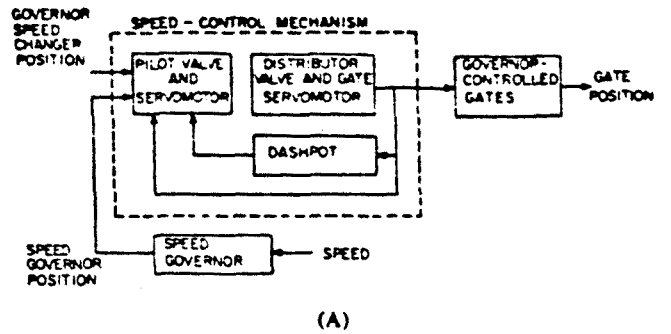 GOVERNOR
SPEED
CHANGER
POSITION
SPEED - CONTROL MECHANISM
PILOT VALVE
AND
SERVOMOTOR
DISTRIBUTOR
VALVE AND GATE
SERVOMOTOR
GOVERNOR-
CONTROLLED
GATES
GATE
POSITION
DASHPOT
SPEED
GOVERNOR
POSITION
SPEED
GOVERNOR
SPEED
(A)